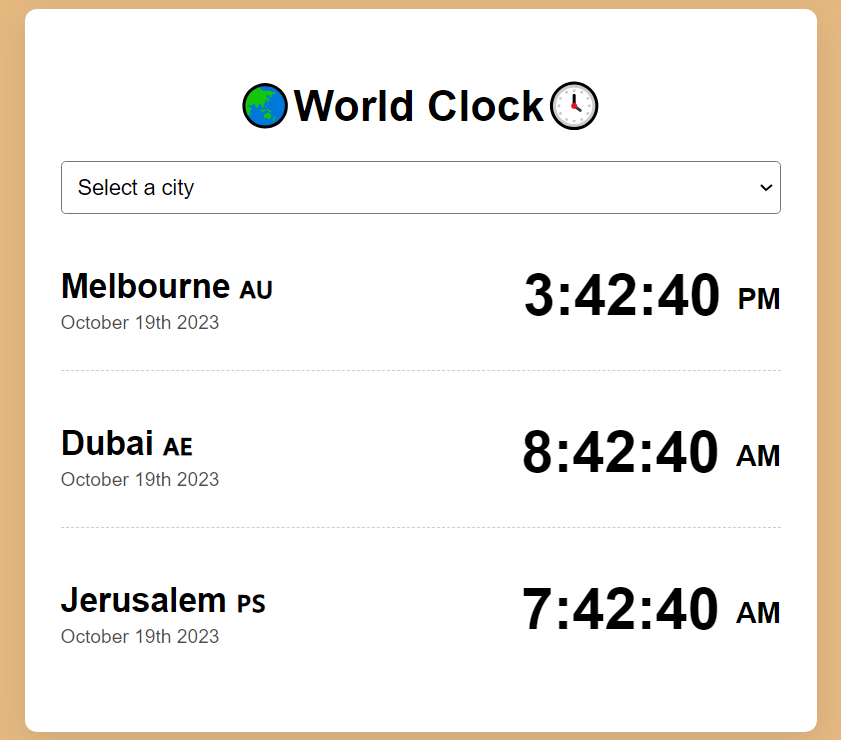 🌏World Clock🕓
Select a city
Melbourne AU
3:42:40 PM
October 19th 2023
Dubai AE
8:42:40 AM
October 19th 2023
Jerusalem PS
7:42:40 AM
October 19th 2023